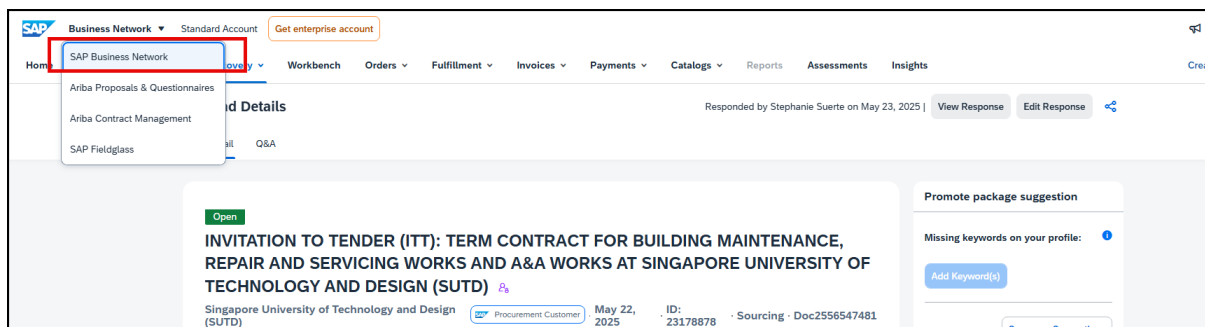 SAP Business Network ▼ Standard Account Get enterprise account
SAP Business Network
Home Discovery Workbench Orders Fulfillment Invoices Payments Catalogs Reports Assessments Insights
Ariba Proposals & Questionnaires
Ariba Contract Management
SAP Fieldglass
Details
Responded by Stephanie Suerte on May 23, 2025 | View Response Edit Response
Q&A
Open
INVITATION TO TENDER (ITT): TERM CONTRACT FOR BUILDING MAINTENANCE,
REPAIR AND SERVICING WORKS AND A&A WORKS AT SINGAPORE UNIVERSITY OF
TECHNOLOGY AND DESIGN (SUTD)
Singapore University of Technology and Design
(SUTD)
SAP Procurement Customer · May 22,
2025
· ID:
23178878
· Sourcing · Doc2556547481
Promote package suggestion
Missing keywords on your profile:
Add Keyword(s)